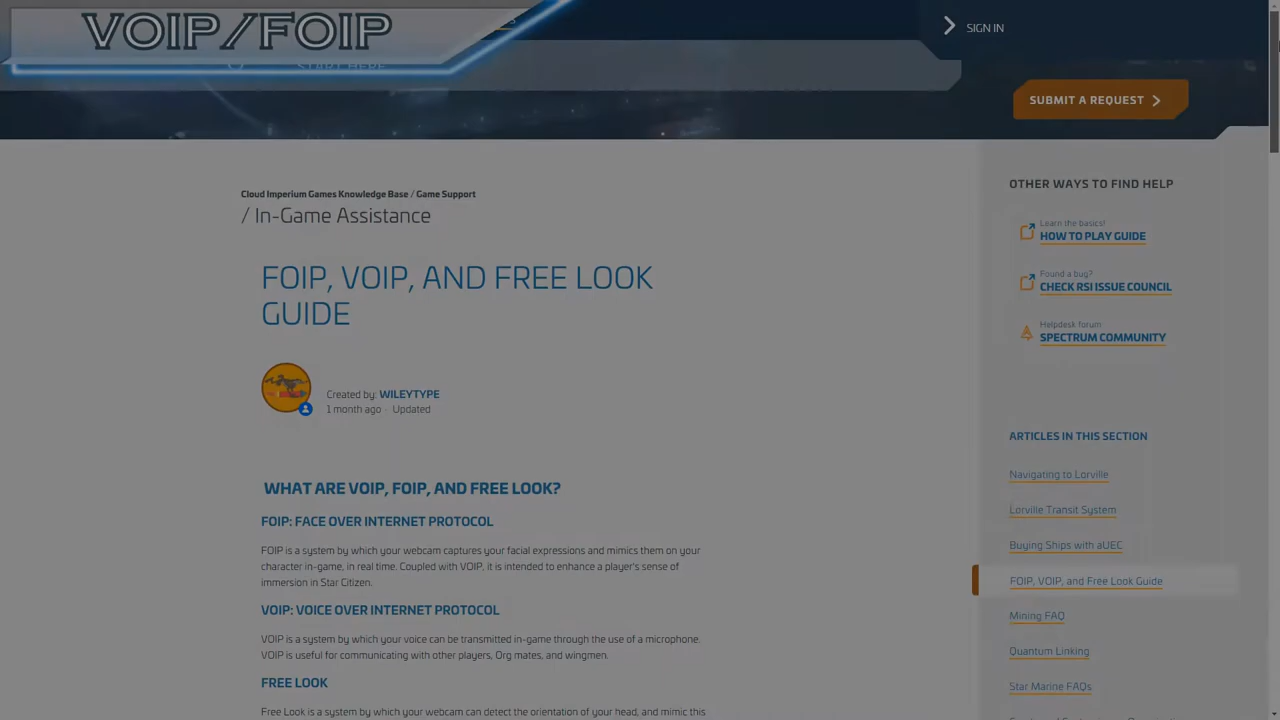 VOIP/FOIP
SIGN IN
START HERE
SUBMIT A REQUEST
Cloud Imperium Games Knowledge Base / Game Support
/ In-Game Assistance
FOIP, VOIP, AND FREE LOOK
GUIDE
Created by: WILEYTYPE
1 month ago · Updated
WHAT ARE VOIP, FOIP, AND FREE LOOK?
FOIP: FACE OVER INTERNET PROTOCOL
FOIP is a system by which your webcam captures your facial expressions and mimics them on your
character in-game, in real time. Coupled with VOIP, it is intended to enhance a player's sense of
immersion in Star Citizen.
VOIP: VOICE OVER INTERNET PROTOCOL
VOIP is a system by which your voice can be transmitted in-game through the use of a microphone.
VOIP is useful for communicating with other players, Org mates, and wingmen.
FREE LOOK
Free Look is a system by which your webcam can detect the orientation of your head, and mimic this
OTHER WAYS TO FIND HELP
Learn the basics!
HOW TO PLAY GUIDE
Found a bug?
CHECK RSI ISSUE COUNCIL
Helpdesk forum
SPECTRUM COMMUNITY
ARTICLES IN THIS SECTION
Navigating to Lorville
Lorville Transit System
Buying Ships with aUEC
FOIP, VOIP, and Free Look Guide
Mining FAQ
Quantum Linking
Star Marine FAQs